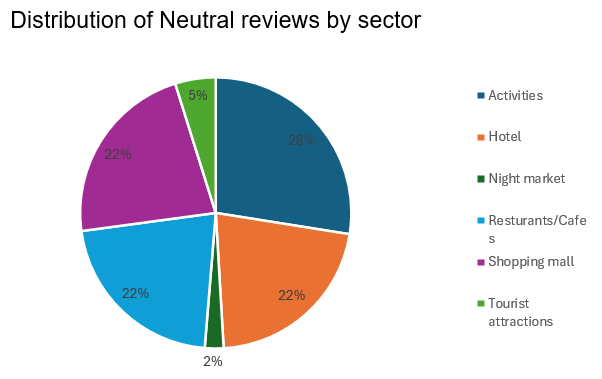 Distribution of Neutral reviews by sector
5%
28%
22%
22%
22%
2%
Activities
Hotel
Night market
Resturants/Cafe
s
Shopping mall
Tourist
attractions